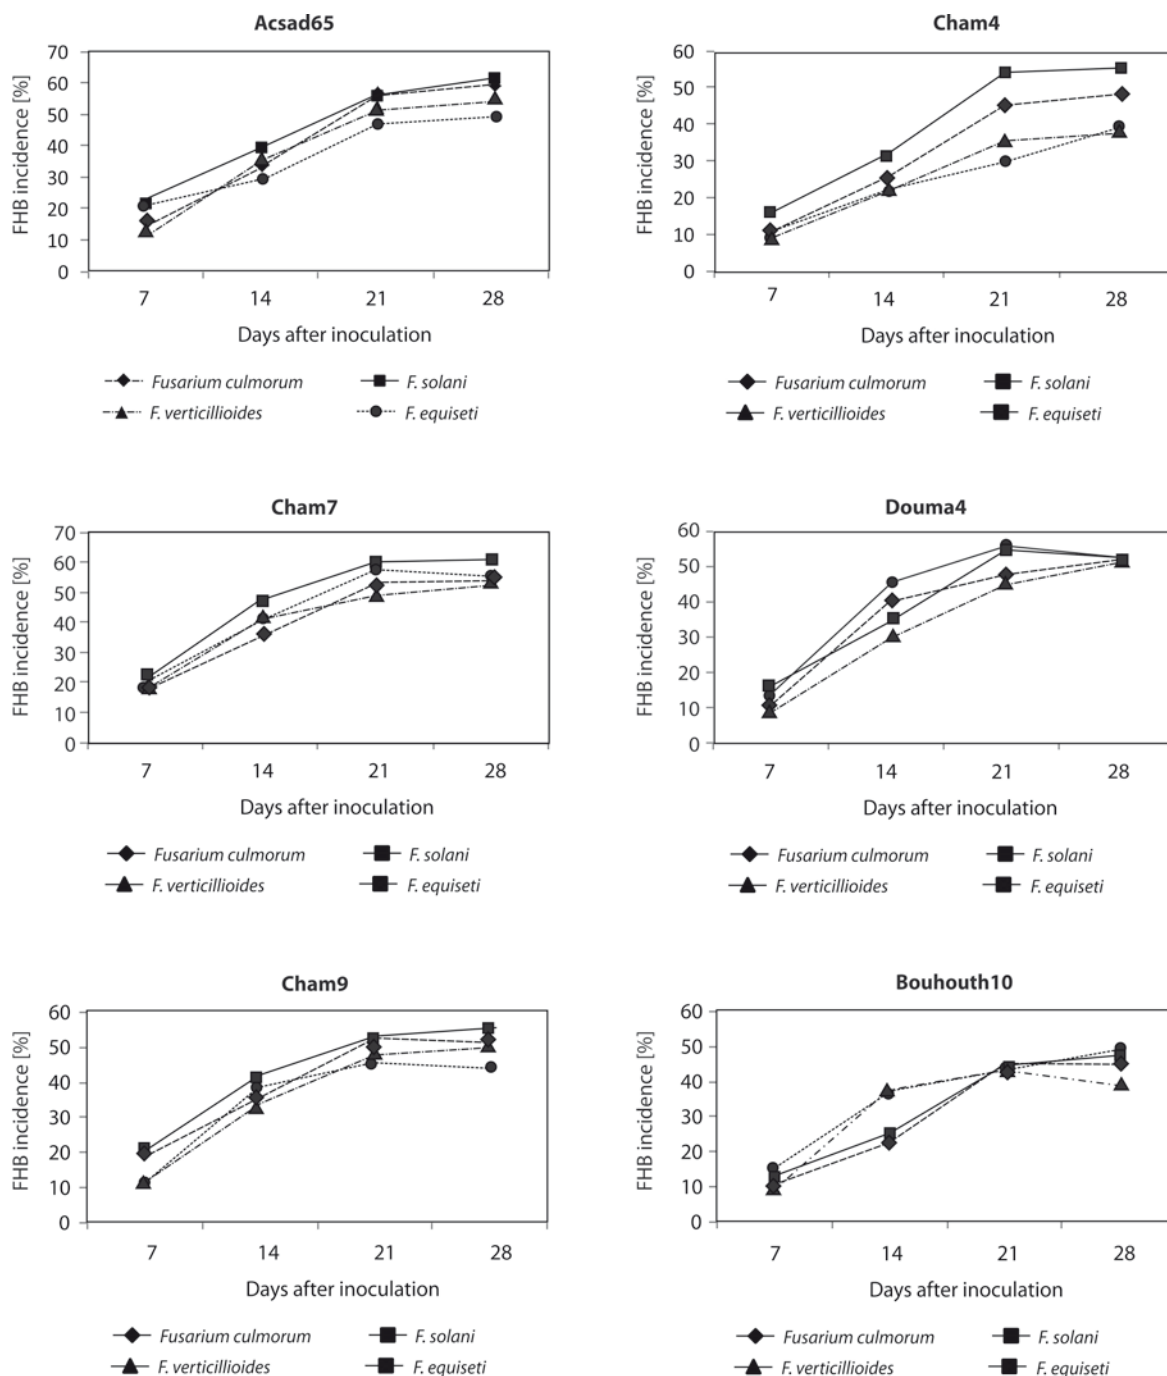 Acsad65
FHB incidence [%]
70
60
50
40
30
20
10
0
7 14 21 28
Days after inoculation
Fusarium culmorum F. solani
F. verticillioides F. equiseti
Cham4
FHB incidence [%]
60
50
40
30
20
10
0
7 14 21 28
Days after inoculation
Fusarium culmorum F. solani
F. verticillioides F. equiseti
Cham7
FHB incidence [%]
70
60
50
40
30
20
10
0
7 14 21 28
Days after inoculation
Fusarium culmorum F. solani
F. verticillioides F. equiseti
Douma4
FHB incidence [%]
60
50
40
30
20
10
0
7 14 21 28
Days after inoculation
Fusarium culmorum F. solani
F. verticillioides F. equiseti
Cham9
FHB incidence [%]
60
50
40
30
20
10
0
7 14 21 28
Days after inoculation
Fusarium culmorum F. solani
F. verticillioides F. equiseti
Bouhouth10
FHB incidence [%]
60
50
40
30
20
10
0
7 14 21 28
Days after inoculation
Fusarium culmorum F. solani
F. verticillioides F. equiseti